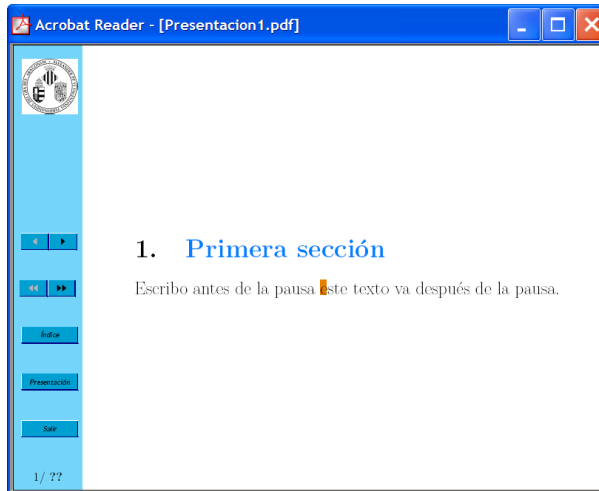 Acrobat Reader - [Presentacion1.pdf]
1. Primera sección
Escribo antes de la pausa este texto va después de la pausa.
Índice
Presentación
Salir
1/ ??